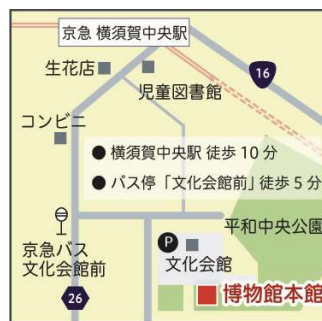 京急 横須賀中央駅
生花店
児童図書館
16
コンビニ
● 横須賀中央駅 徒歩 10 分
● バス停「文化会館前」徒歩 5 分
平和中央公園
P
京急バス
文化会館前
文化会館
26
博物館本館